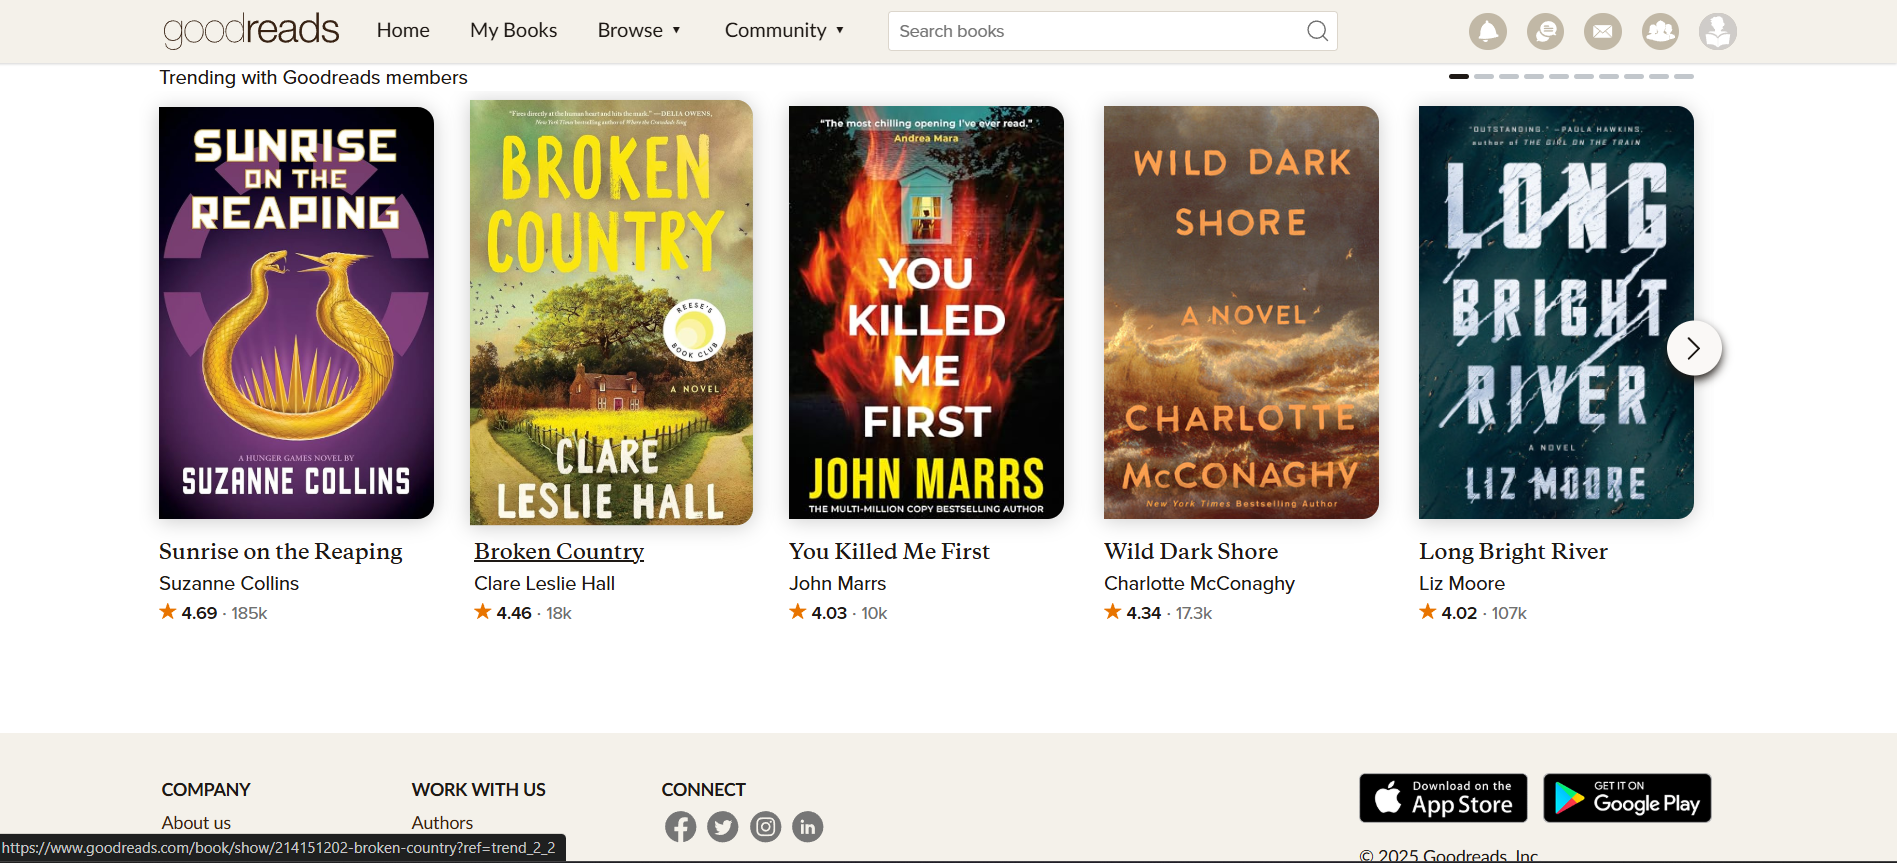 goodreads
Home
My Books
Browse ▼
Community ▼
Search books
Trending with Goodreads members
SUNRISE
ON THE
REAPING
A HUNGER GAMES NOVEL BY
SUZANNE COLLINS
"Fires directly at the human heart and hits the mark." —DELIA OWENS,
New York Times bestselling author of Where the Crawdads Sing
BROKEN
COUNTRY
REESE'S
BOOK CLUB
A NOVEL
CLARE
LESLIE HALL
"The most chilling opening I've ever read."
Andrea Mara
YOU
KILLED
ME
FIRST
JOHN MARRS
THE MULTI-MILLION COPY BESTSELLING AUTHOR
WILD DARK
SHORE
A NOVEL
CHARLOTTE
McCONAGHY
New York Times Bestselling Author
"OUTSTANDING." —PAULA HAWKINS,
author of THE GIRL ON THE TRAIN
LONG
BRIGHT
RIVER
A NOVEL
LIZ MOORE
Sunrise on the Reaping
Suzanne Collins
4.69 · 185k
Broken Country
Clare Leslie Hall
4.46 · 18k
You Killed Me First
John Marrs
4.03 · 10k
Wild Dark Shore
Charlotte McConaghy
4.34 · 17.3k
Long Bright River
Liz Moore
4.02 · 107k
COMPANY
About us
WORK WITH US
Authors
CONNECT
Download on the
App Store
GET IT ON
Google Play
© 2025 Goodreads, Inc.
https://www.goodreads.com/book/show/214151202-broken-country?ref=trend_2_2